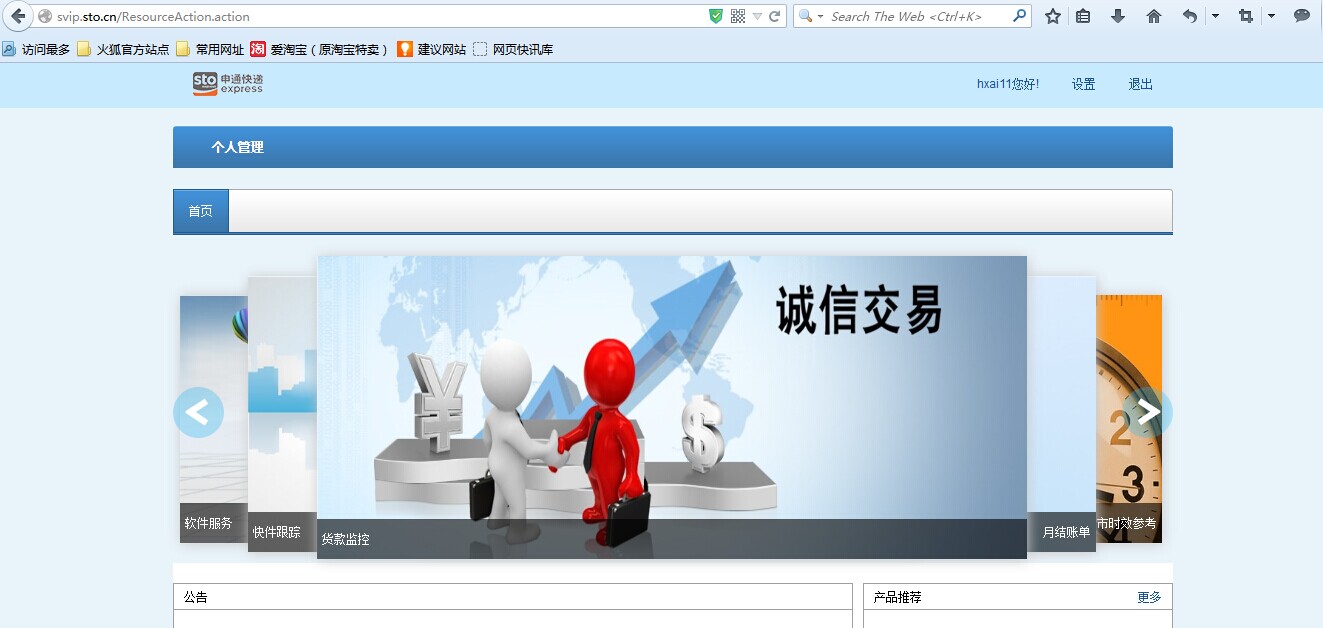 svip.sto.cn/ResourceAction.action
Search The Web <Ctrl+K>
访问最多 火狐官方站点 常用网址 淘 爱淘宝（原淘宝特卖） 建议网站 网页快讯库
sto 申通快递
express
hxai11您好! 设置 退出
个人管理
首页
诚信交易
¥
$
2
3
软件服务
快件跟踪
货款监控
月结账单
市时效参考
公告
产品推荐 更多